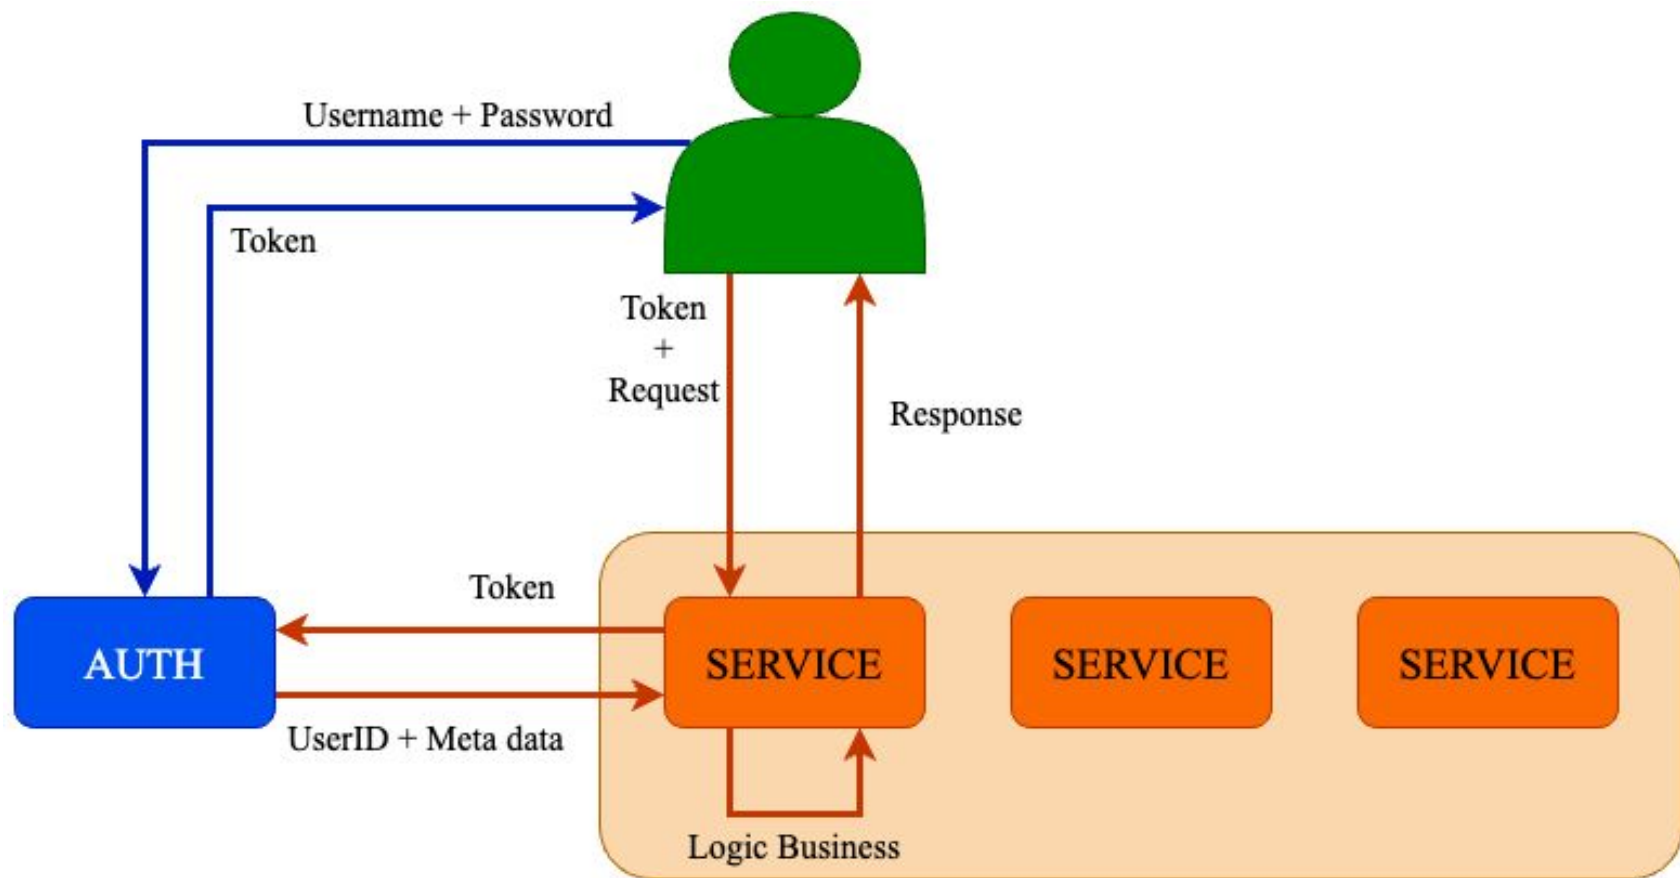 Username + Password
Token
Token
+
Request
Response
Token
AUTH
SERVICE
SERVICE
SERVICE
UserID + Meta data
Logic Business